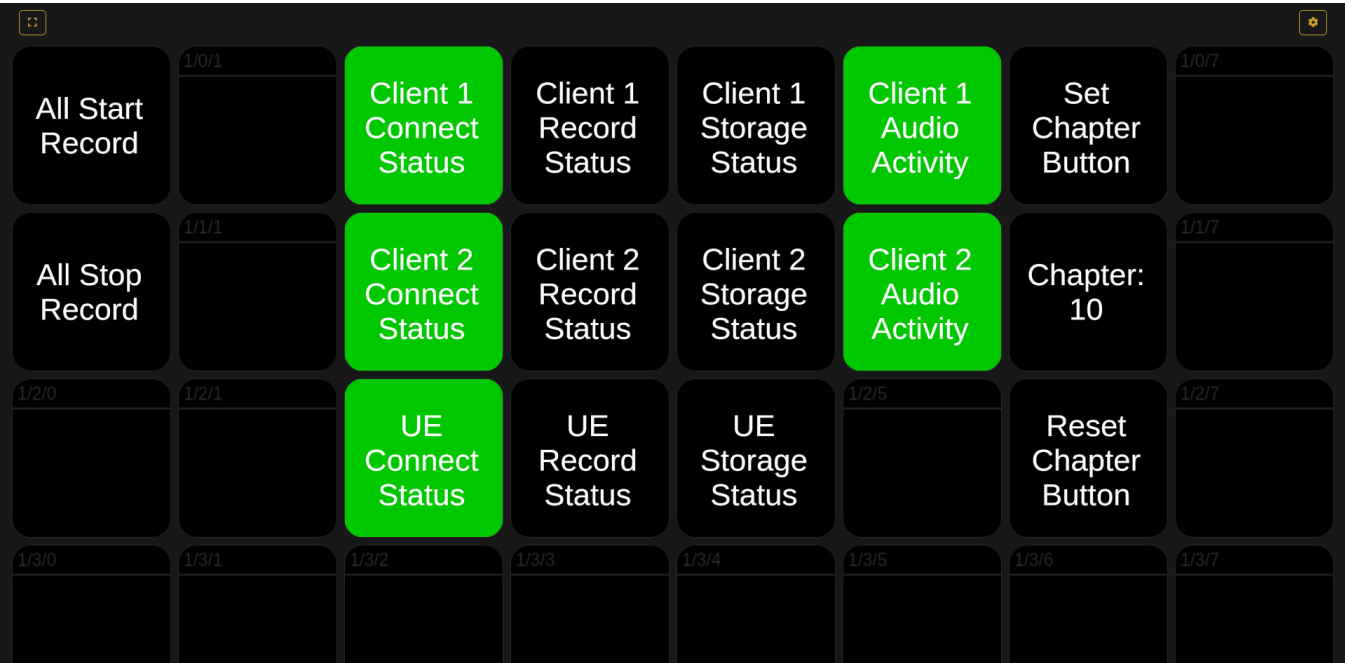 1/0/1
1/0/7
All Start
Record
Client 1
Connect
Status
Client 1
Record
Status
Client 1
Storage
Status
Client 1
Audio
Activity
Set
Chapter
Button
1/1/1
1/1/7
All Stop
Record
Client 2
Connect
Status
Client 2
Record
Status
Client 2
Storage
Status
Client 2
Audio
Activity
Chapter:
10
1/2/0
1/2/1
1/2/5
1/2/7
UE
Connect
Status
UE
Record
Status
UE
Storage
Status
Reset
Chapter
Button
1/3/0
1/3/1
1/3/2
1/3/3
1/3/4
1/3/5
1/3/6
1/3/7